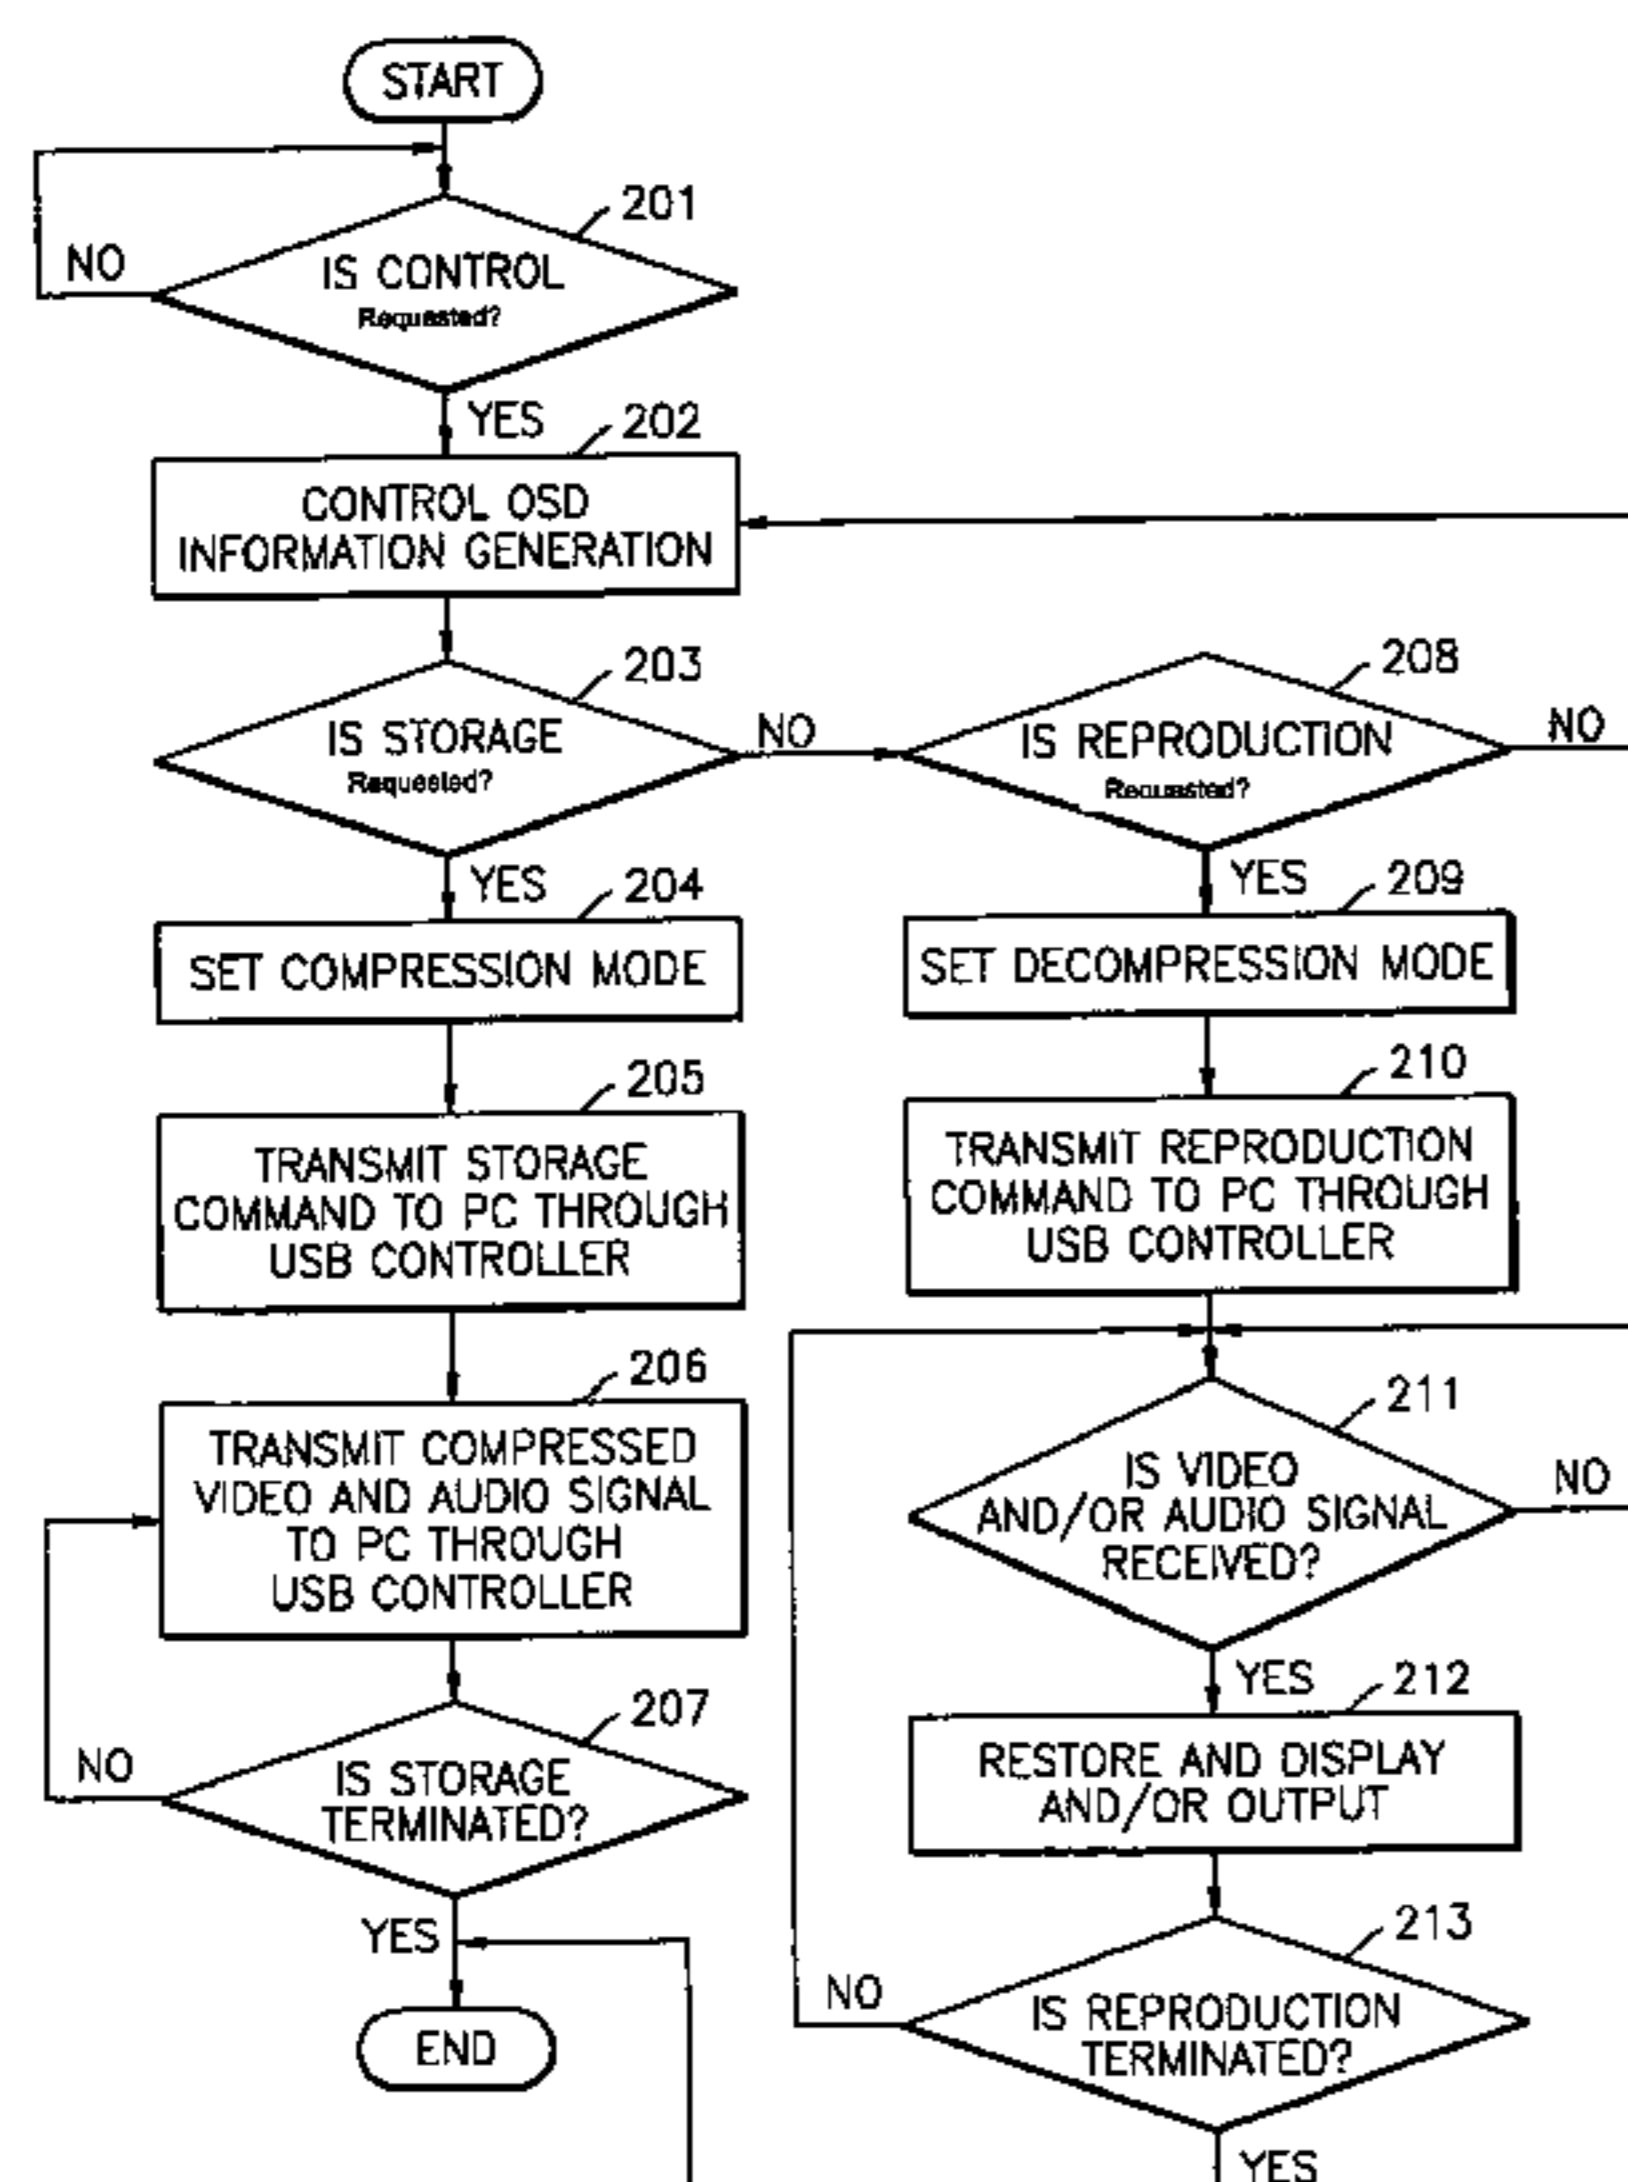 START
201
NO
IS CONTROL
Requested?
YES
202
CONTROL OSD
INFORMATION GENERATION
203
IS STORAGE
Requested?
NO
208
IS REPRODUCTION
Requested?
NO
YES
204
SET COMPRESSION MODE
YES
209
SET DECOMPRESSION MODE
205
TRANSMIT STORAGE
COMMAND TO PC THROUGH
USB CONTROLLER
210
TRANSMIT REPRODUCTION
COMMAND TO PC THROUGH
USB CONTROLLER
206
TRANSMIT COMPRESSED
VIDEO AND AUDIO SIGNAL
TO PC THROUGH
USB CONTROLLER
211
IS VIDEO
AND/OR AUDIO SIGNAL
RECEIVED?
NO
YES
207
NO
IS STORAGE
TERMINATED?
212
RESTORE AND DISPLAY
AND/OR OUTPUT
YES
END
213
NO
IS REPRODUCTION
TERMINATED?
YES